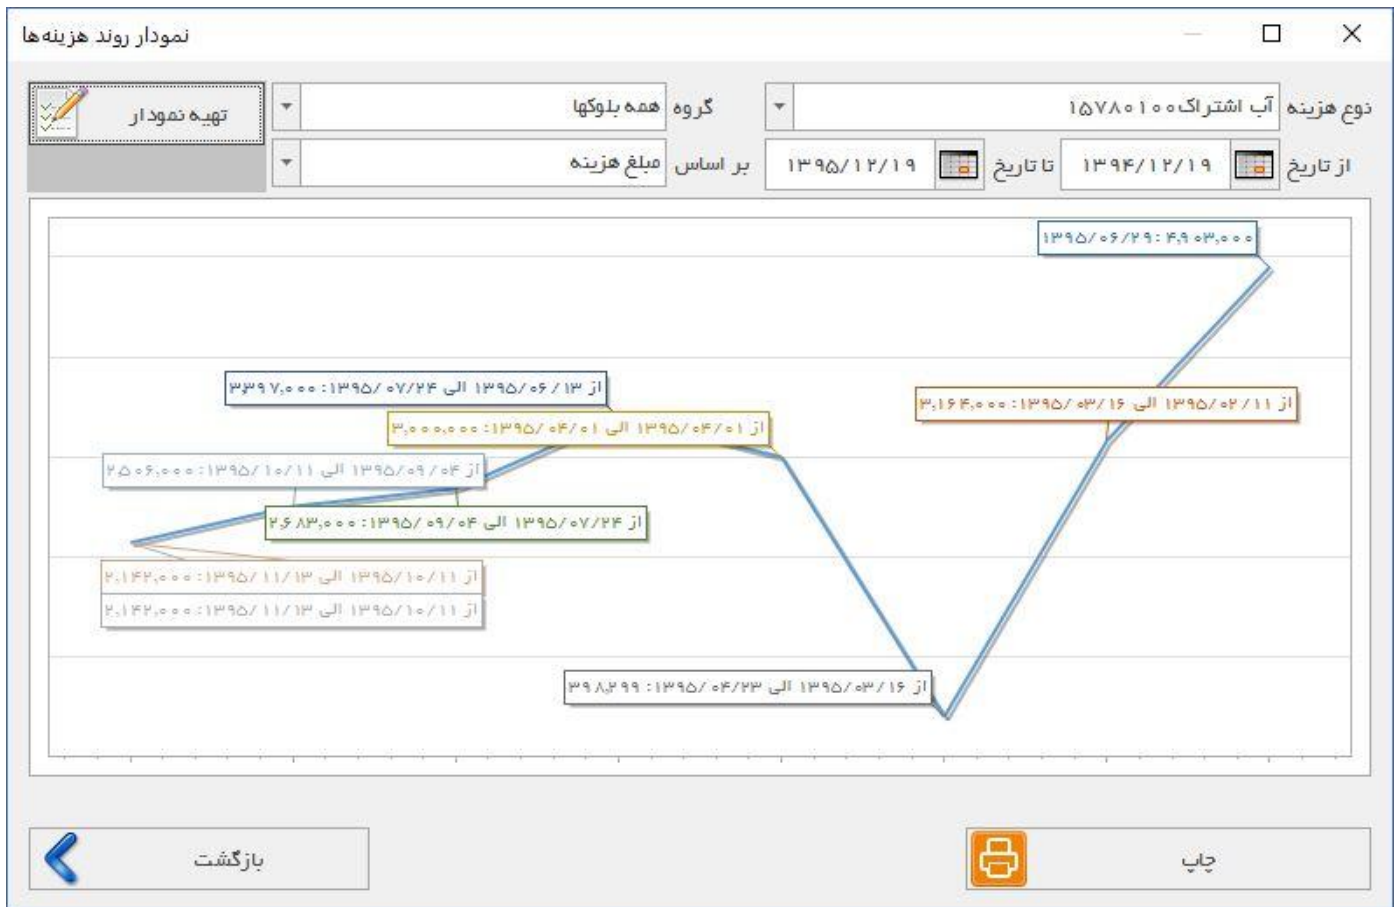 نمودار روند هزینه‌ها
نوع هزینه آب اشتراک۱۵۷۸۰۱۰۰ گروه همه بلوکها تهیه نمودار
از تاریخ ۱۳۹۴/۱۲/۱۹ تا تاریخ ۱۳۹۵/۱۲/۱۹ بر اساس مبلغ هزینه
۱۳۹۵/۰۶/۲۹: ۴,۹۰۳,۰۰۰
از ۱۳۹۵/۰۶/۱۳ الی ۱۳۹۵/۰۷/۲۴: ۳,۳۹۷,۰۰۰
از ۱۳۹۵/۰۲/۱۱ الی ۱۳۹۵/۰۳/۱۶: ۳,۱۶۴,۰۰۰
از ۱۳۹۵/۰۴/۰۱ الی ۱۳۹۵/۰۴/۰۱: ۳,۰۰۰,۰۰۰
از ۱۳۹۵/۰۹/۰۴ الی ۱۳۹۵/۱۰/۱۱: ۲,۵۰۶,۰۰۰
از ۱۳۹۵/۰۷/۲۴ الی ۱۳۹۵/۰۹/۰۴: ۲,۶۸۳,۰۰۰
از ۱۳۹۵/۱۰/۱۱ الی ۱۳۹۵/۱۱/۱۳: ۲,۱۴۲,۰۰۰
از ۱۳۹۵/۱۰/۱۱ الی ۱۳۹۵/۱۱/۱۳: ۲,۱۴۲,۰۰۰
از ۱۳۹۵/۰۳/۱۶ الی ۱۳۹۵/۰۴/۲۳: ۳۹۸,۲۹۹
چاپ بازگشت